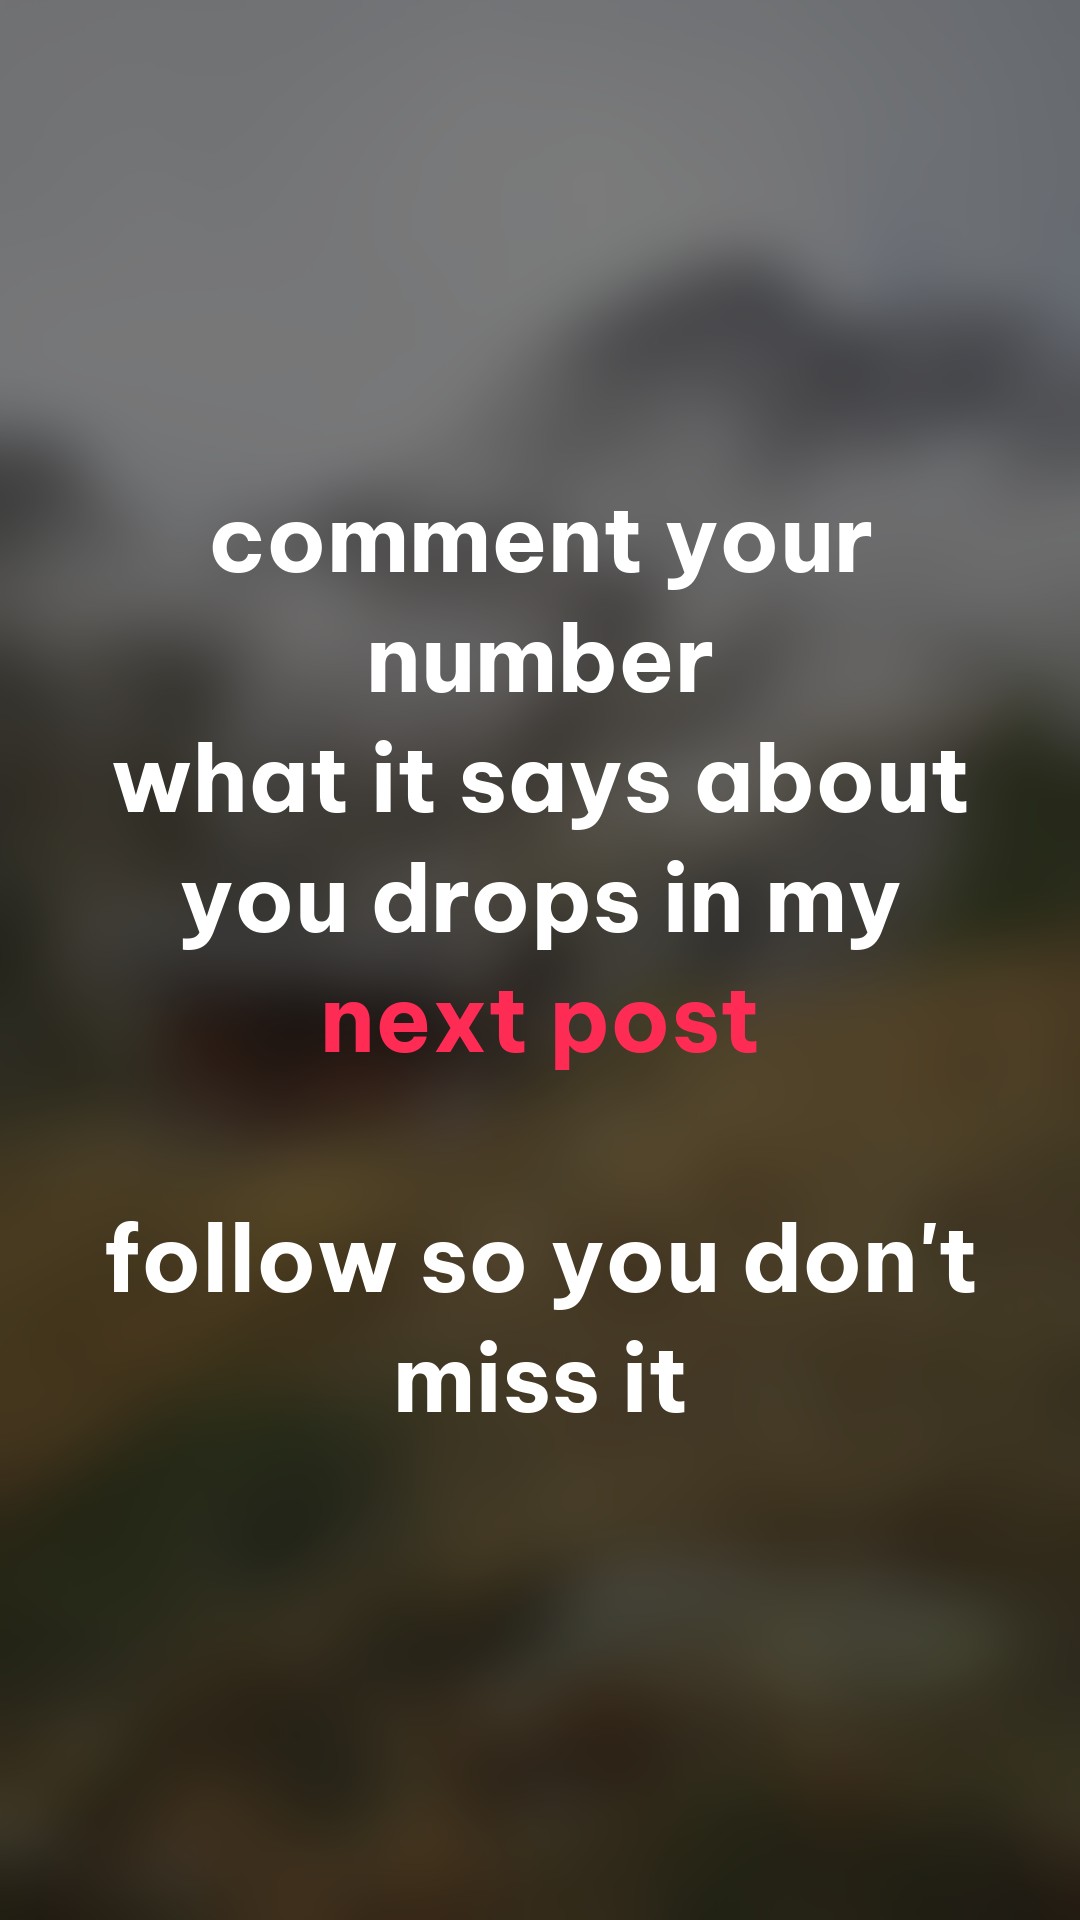 comment your
number
what it says about
you drops in my
next post
follow so you don't
miss it